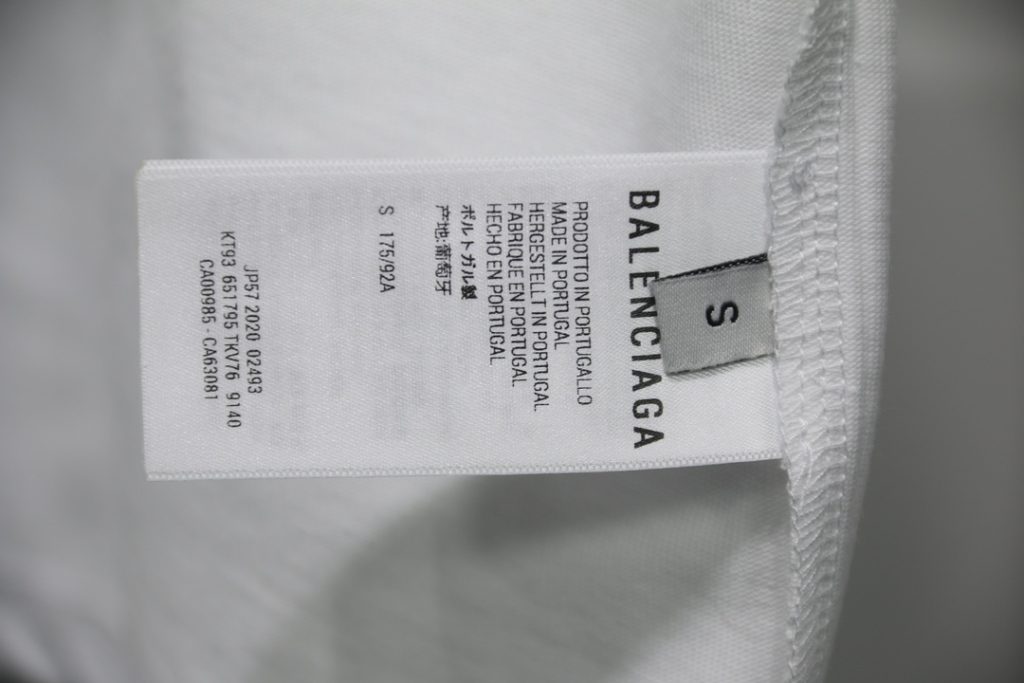 BALENCIAGA
S
PRODOTTO IN PORTUGALLO
MADE IN PORTUGAL
HERGESTELLT IN PORTUGAL
FABRIQUE EN PORTUGAL
HECHO EN PORTUGAL
ポルトガル製
产地:葡萄牙
S 175/92A
JP57 2020 02493
KT93 651795 TKV76 9140
CA00985 - CA63081